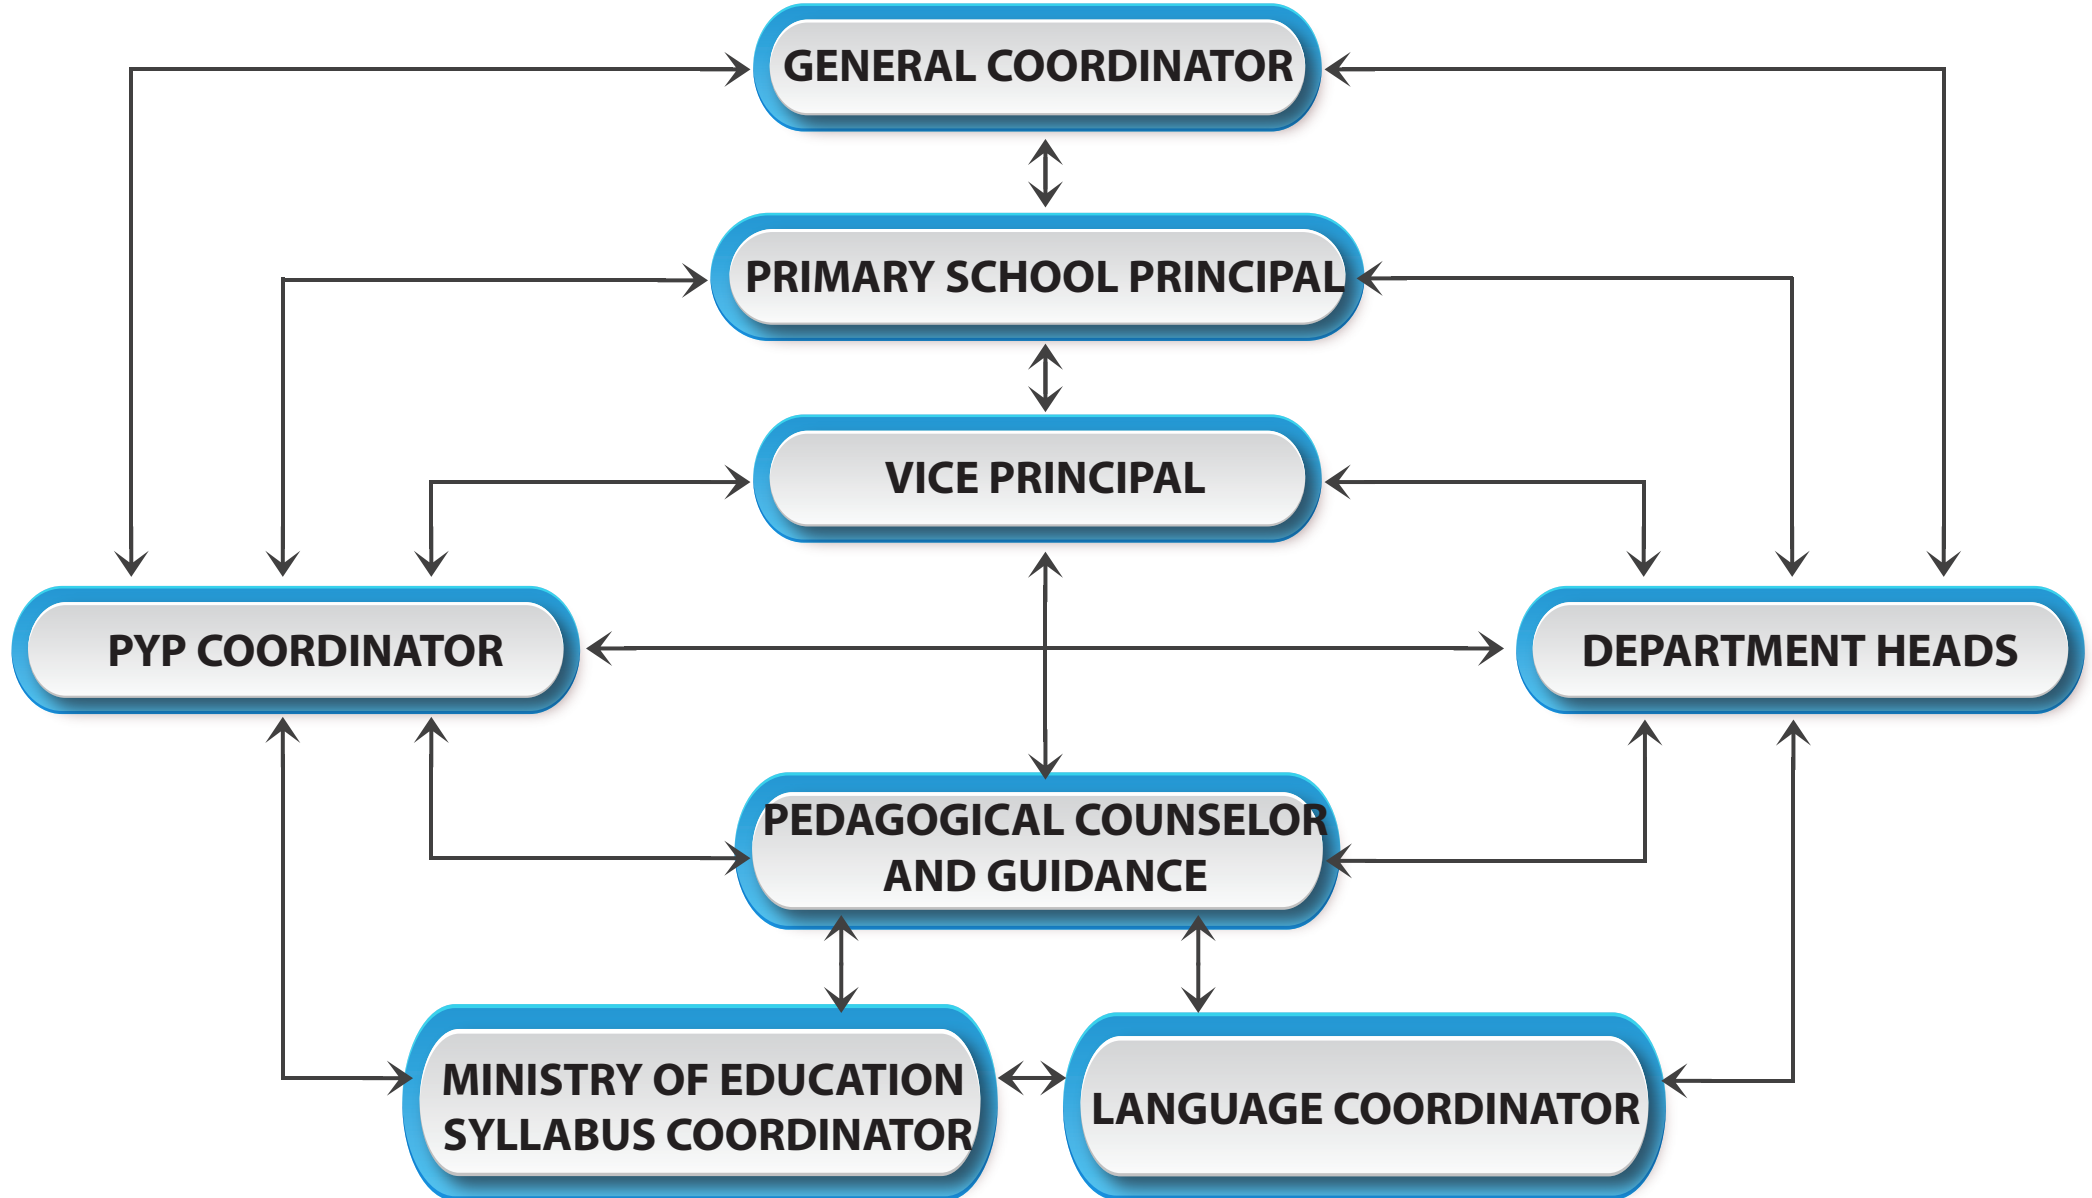 GENERAL COORDINATOR
PRIMARY SCHOOL PRINCIPAL
VICE PRINCIPAL
PYP COORDINATOR
DEPARTMENT HEADS
PEDAGOGICAL COUNSELOR
AND GUIDANCE
MINISTRY OF EDUCATION
SYLLABUS COORDINATOR
LANGUAGE COORDINATOR